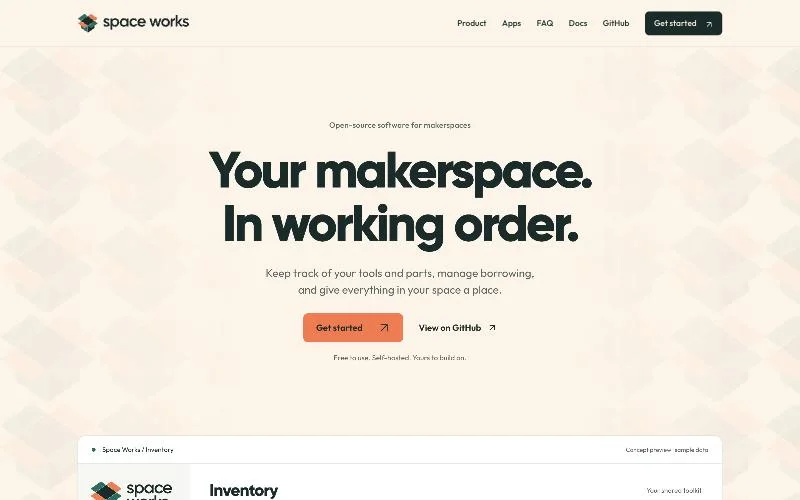 space works
Product
Apps
FAQ
Docs
GitHub
Get started
Open-source software for makerspaces
Your makerspace.
In working order.
Keep track of your tools and parts, manage borrowing,
and give everything in your space a place.
Get started
View on GitHub
Free to use. Self-hosted. Yours to build on.
Space Works / Inventory
Concept preview · sample data
space
works
Inventory
Your shared toolkit